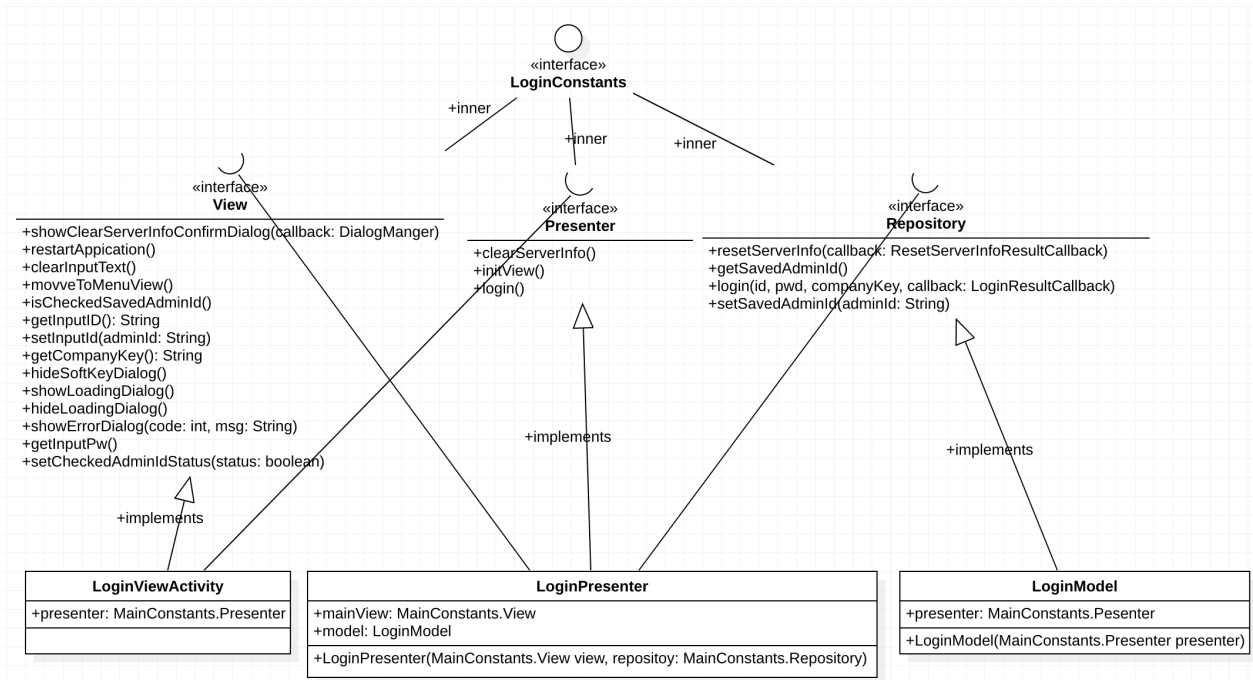 «interface»
LoginConstants
+inner
+inner
+inner
«interface»
View
+showClearServerInfoConfirmDialog(callback: DialogManger)
+restartAppication()
+clearInputText()
+movveToMenuView()
+isCheckedSavedAdminId()
+getInputID(): String
+setInputId(adminId: String)
+getCompanyKey(): String
+hideSoftKeyDialog()
+showLoadingDialog()
+hideLoadingDialog()
+showErrorDialog(code: int, msg: String)
+getInputPw()
+setCheckedAdminIdStatus(status: boolean)
«interface»
Presenter
+clearServerInfo()
+initView()
+login()
«interface»
Repository
+resetServerInfo(callback: ResetServerInfoResultCallback)
+getSavedAdminId()
+login(id, pwd, companyKey, callback: LoginResultCallback)
+setSavedAdminId(adminId: String)
+implements
+implements
+implements
LoginViewActivity
+presenter: MainConstants.Presenter
LoginPresenter
+mainView: MainConstants.View
+model: LoginModel
+LoginPresenter(MainConstants.View view, repositoy: MainConstants.Repository)
LoginModel
+presenter: MainConstants.Pesenter
+LoginModel(MainConstants.Presenter presenter)